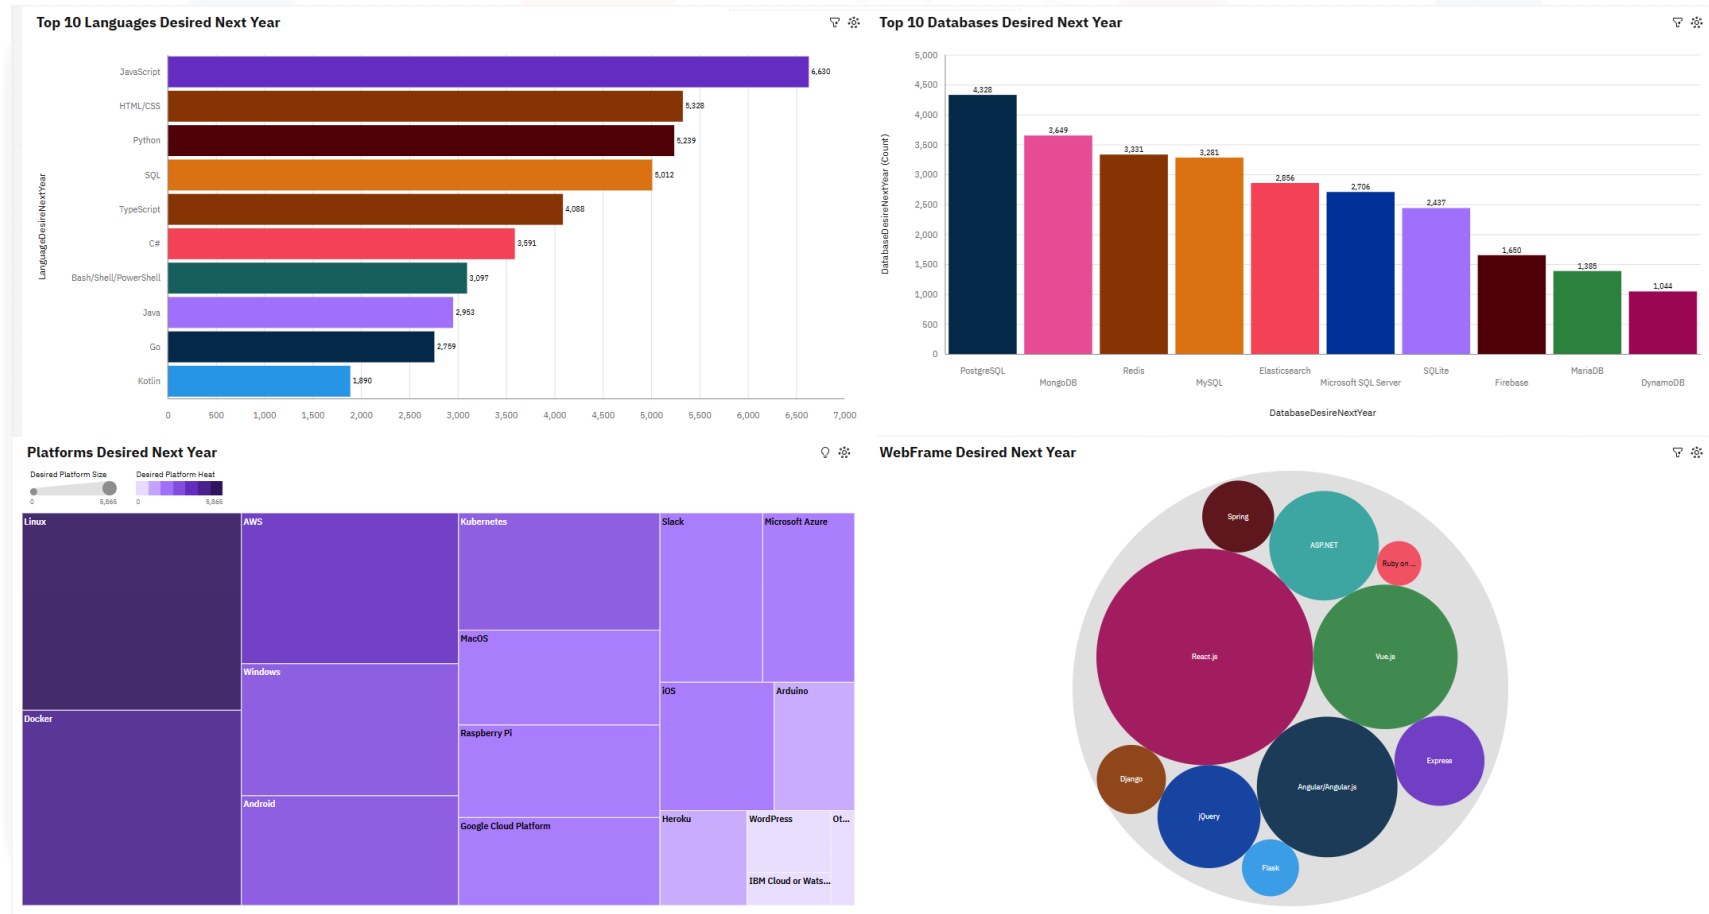 Top 10 Languages Desired Next Year
LanguageDesireNextYear
JavaScript 6,630
HTML/CSS 5,328
Python 5,239
SQL 5,012
TypeScript 4,088
C# 3,591
Bash/Shell/PowerShell 3,097
Java 2,953
Go 2,759
Kotlin 1,890
0 500 1,000 1,500 2,000 2,500 3,000 3,500 4,000 4,500 5,000 5,500 6,000 6,500 7,000
Top 10 Databases Desired Next Year
DatabaseDesireNextYear (Count)
5,000
4,500
4,000
3,500
3,000
2,500
2,000
1,500
1,000
500
0
4,328 3,649 3,331 3,281 2,856 2,706 2,437 1,650 1,385 1,044
PostgreSQL MongoDB Redis MySQL Elasticsearch Microsoft SQL Server SQLite Firebase MariaDB DynamoDB
DatabaseDesireNextYear
Platforms Desired Next Year
Desired Platform Size
0 5,865
Desired Platform Heat
0 5,865
Linux
Docker
AWS
Windows
Android
Kubernetes
MacOS
Raspberry Pi
Google Cloud Platform
Slack
Microsoft Azure
iOS
Arduino
Heroku
WordPress
Ot...
IBM Cloud or Wats...
WebFrame Desired Next Year
Spring
ASP.NET
Ruby on ...
React.js
Vue.js
Express
Django
Angular/Angular.js
jQuery
Flask